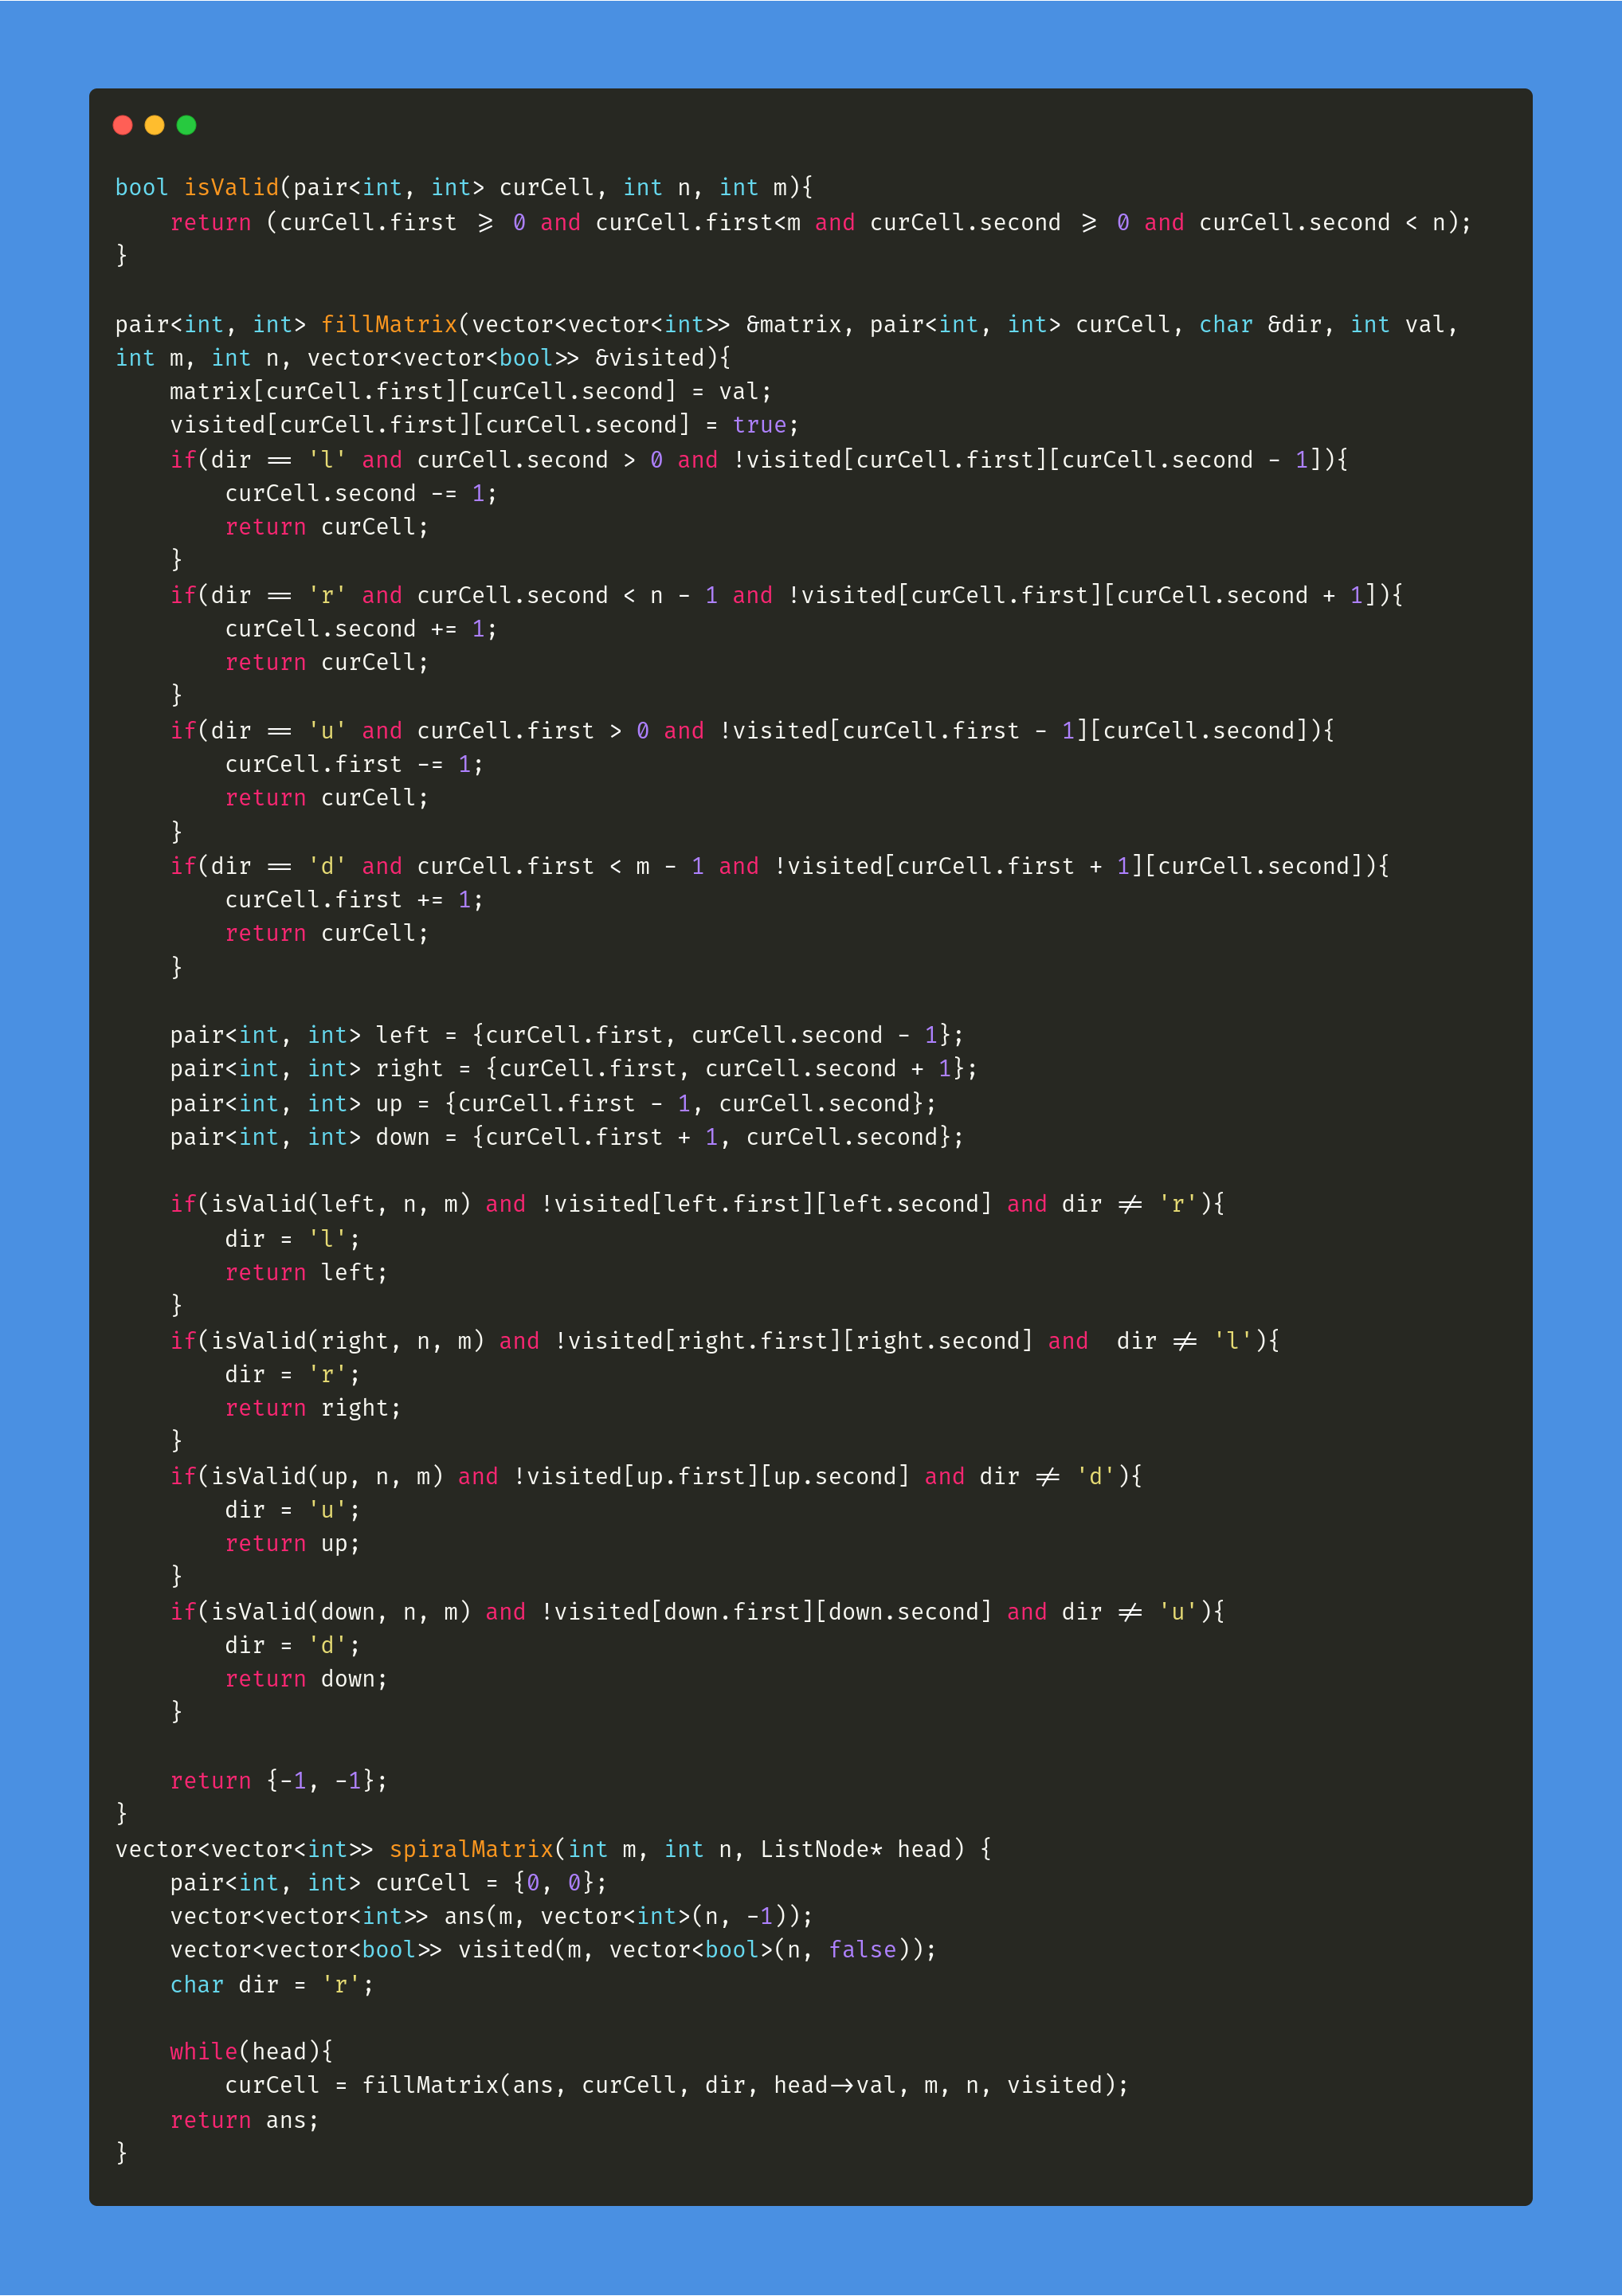 bool isValid(pair<int, int> curCell, int n, int m){
    return (curCell.first >= 0 and curCell.first<m and curCell.second >= 0 and curCell.second < n);
}

pair<int, int> fillMatrix(vector<vector<int>> &matrix, pair<int, int> curCell, char &dir, int val,
int m, int n, vector<vector<bool>> &visited){
    matrix[curCell.first][curCell.second] = val;
    visited[curCell.first][curCell.second] = true;
    if(dir == 'l' and curCell.second > 0 and !visited[curCell.first][curCell.second - 1]){
        curCell.second -= 1;
        return curCell;
    }
    if(dir == 'r' and curCell.second < n - 1 and !visited[curCell.first][curCell.second + 1]){
        curCell.second += 1;
        return curCell;
    }
    if(dir == 'u' and curCell.first > 0 and !visited[curCell.first - 1][curCell.second]){
        curCell.first -= 1;
        return curCell;
    }
    if(dir == 'd' and curCell.first < m - 1 and !visited[curCell.first + 1][curCell.second]){
        curCell.first += 1;
        return curCell;
    }

    pair<int, int> left = {curCell.first, curCell.second - 1};
    pair<int, int> right = {curCell.first, curCell.second + 1};
    pair<int, int> up = {curCell.first - 1, curCell.second};
    pair<int, int> down = {curCell.first + 1, curCell.second};

    if(isValid(left, n, m) and !visited[left.first][left.second] and dir != 'r'){
        dir = 'l';
        return left;
    }
    if(isValid(right, n, m) and !visited[right.first][right.second] and  dir != 'l'){
        dir = 'r';
        return right;
    }
    if(isValid(up, n, m) and !visited[up.first][up.second] and dir != 'd'){
        dir = 'u';
        return up;
    }
    if(isValid(down, n, m) and !visited[down.first][down.second] and dir != 'u'){
        dir = 'd';
        return down;
    }

    return {-1, -1};
}
vector<vector<int>> spiralMatrix(int m, int n, ListNode* head) {
    pair<int, int> curCell = {0, 0};
    vector<vector<int>> ans(m, vector<int>(n, -1));
    vector<vector<bool>> visited(m, vector<bool>(n, false));
    char dir = 'r';

    while(head){
        curCell = fillMatrix(ans, curCell, dir, head->val, m, n, visited);
    return ans;
}